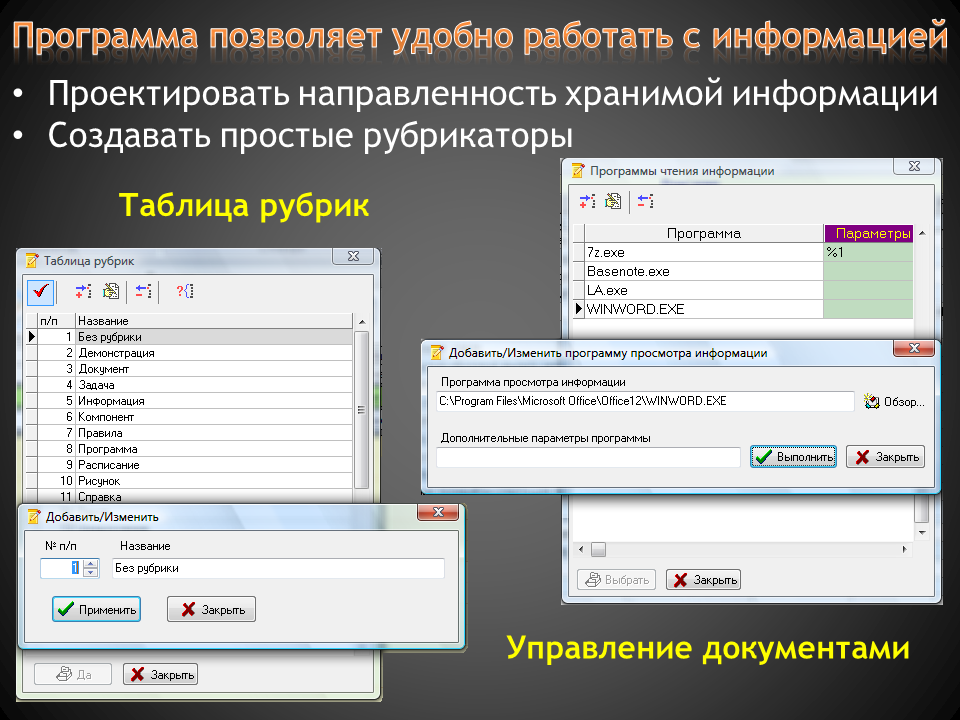 Программа позволяет удобно работать с информацией
• Проектировать направленность хранимой информации
• Создавать простые рубрикаторы
Таблица рубрик
Таблица рубрик
п/п Название
1 Без рубрики
2 Демонстрация
3 Документ
4 Задача
5 Информация
6 Компонент
7 Правила
8 Программа
9 Расписание
10 Рисунок
11 Справка
Добавить/Изменить
№ п/п Название
1 Без рубрики
Применить Закрыть
Да Закрыть
Программы чтения информации
Программа Параметры
7z.exe %1
Basenote.exe
LA.exe
WINWORD.EXE
Добавить/Изменить программу просмотра информации
Программа просмотра информации
C:\Program Files\Microsoft Office\Office12\WINWORD.EXE Обзор...
Дополнительные параметры программы
Выполнить Закрыть
Выбрать Закрыть
Управление документами